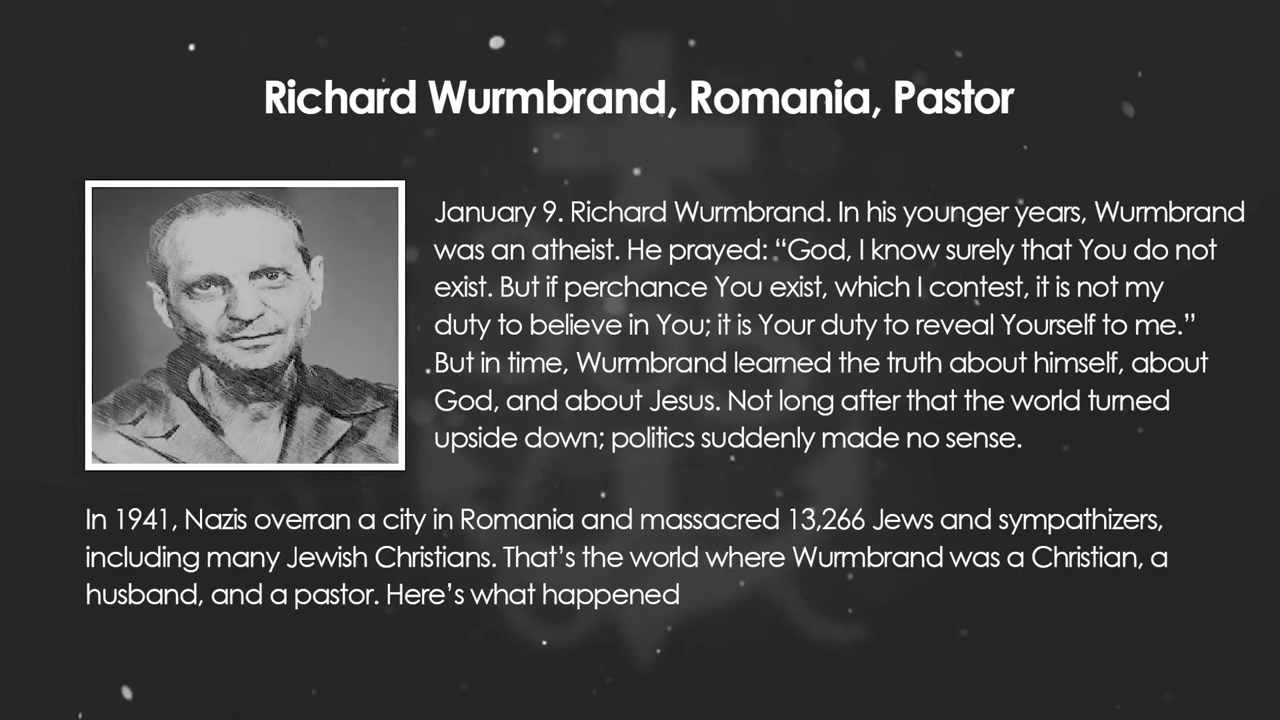 Richard Wurmbrand, Romania, Pastor
January 9. Richard Wurmbrand. In his younger years, Wurmbrand
was an atheist. He prayed: “God, I know surely that You do not
exist. But if perchance You exist, which I contest, it is not my
duty to believe in You; it is Your duty to reveal Yourself to me.”
But in time, Wurmbrand learned the truth about himself, about
God, and about Jesus. Not long after that the world turned
upside down; politics suddenly made no sense.
In 1941, Nazis overran a city in Romania and massacred 13,266 Jews and sympathizers,
including many Jewish Christians. That’s the world where Wurmbrand was a Christian, a
husband, and a pastor. Here’s what happened